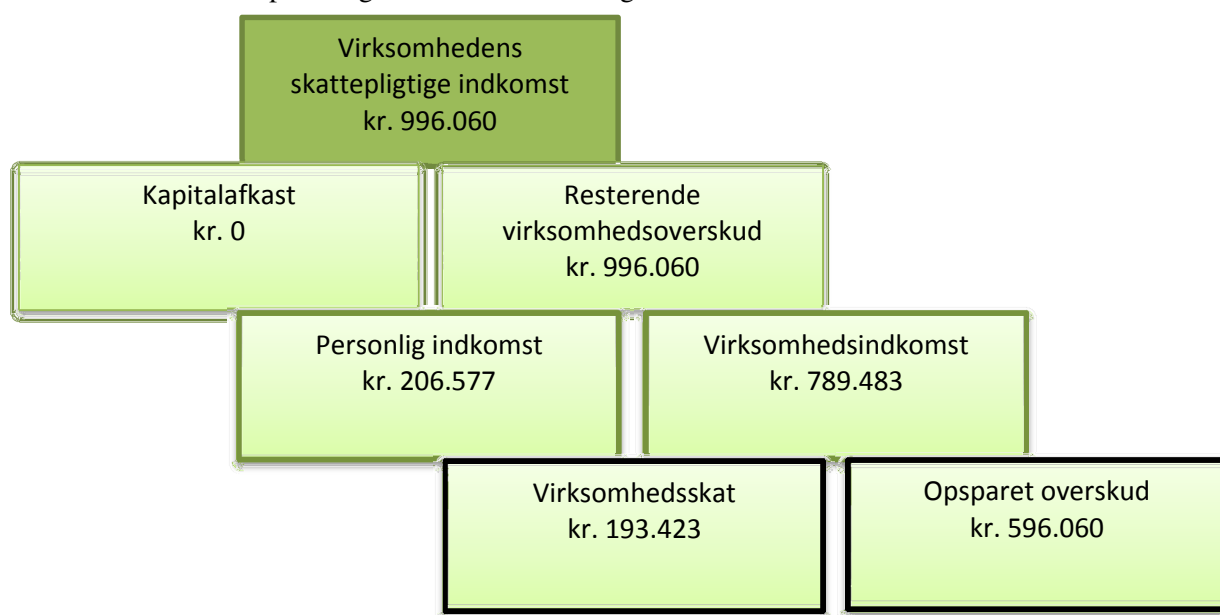 Virksomhedens
skattepligtige indkomst
kr. 996.060
Kapitalafkast
kr. 0
Resterende
virksomhedsoverskud
kr. 996.060
Personlig indkomst
kr. 206.577
Virksomhedsindkomst
kr. 789.483
Virksomhedsskat
kr. 193.423
Opsparet overskud
kr. 596.060